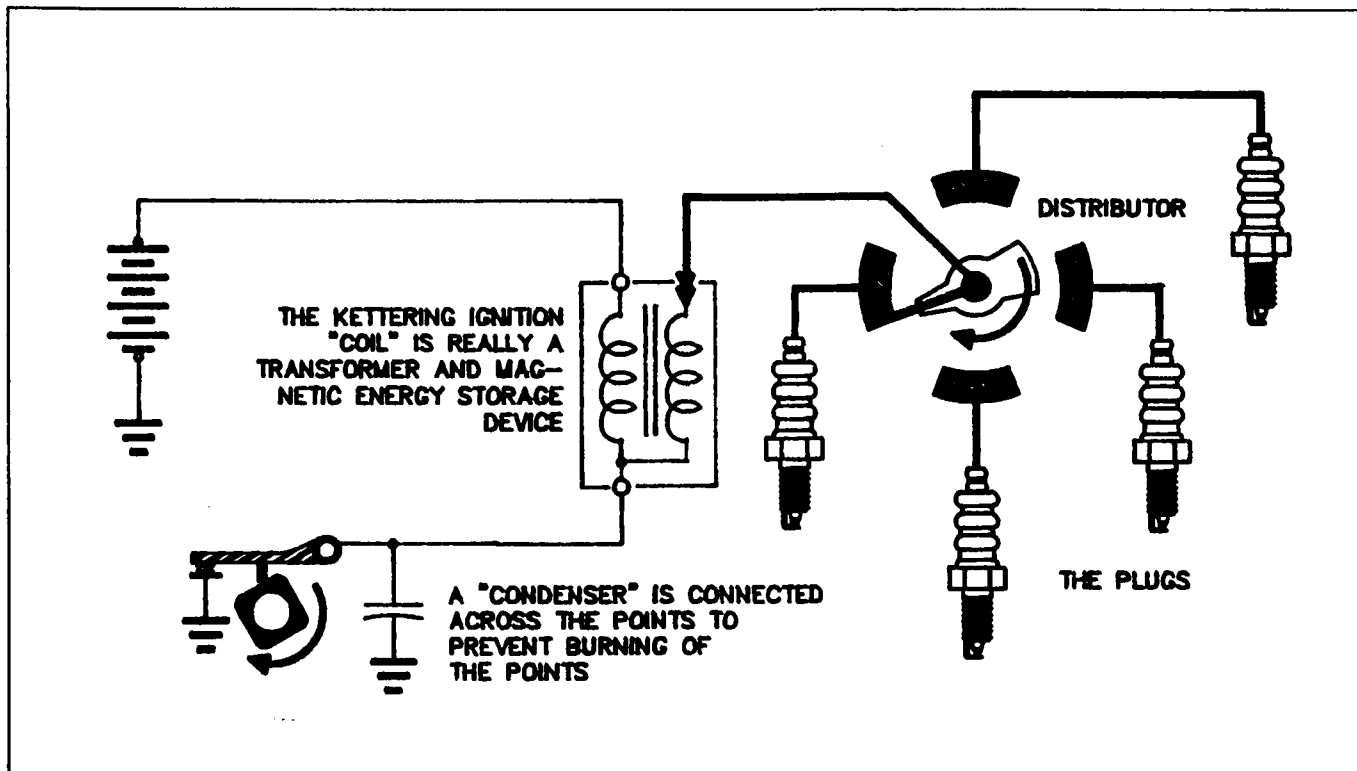 DISTRIBUTOR
THE KETTERING IGNITION
"COIL" IS REALLY A
TRANSFORMER AND MAG-
NETIC ENERGY STORAGE
DEVICE
THE PLUGS
A "CONDENSER" IS CONNECTED
ACROSS THE POINTS TO
PREVENT BURNING OF
THE POINTS